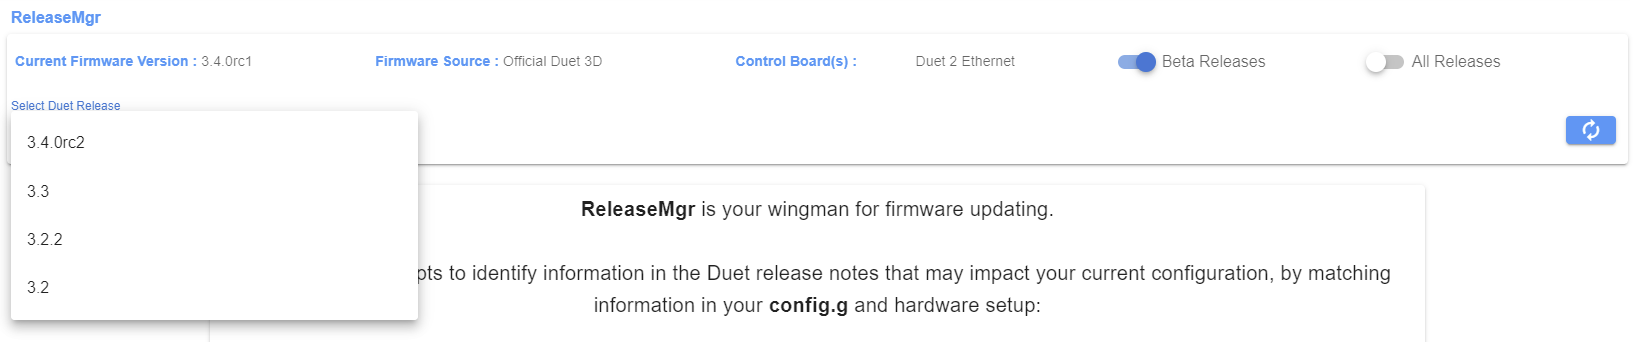 ReleaseMgr
Current Firmware Version : 3.4.0rc1 Firmware Source : Official Duet 3D Control Board(s) : Duet 2 Ethernet Beta Releases All Releases
Select Duet Release
3.4.0rc2
3.3
3.2.2
3.2
ReleaseMgr is your wingman for firmware updating.
to identify information in the Duet release notes that may impact your current configuration, by matching
information in your config.g and hardware setup: